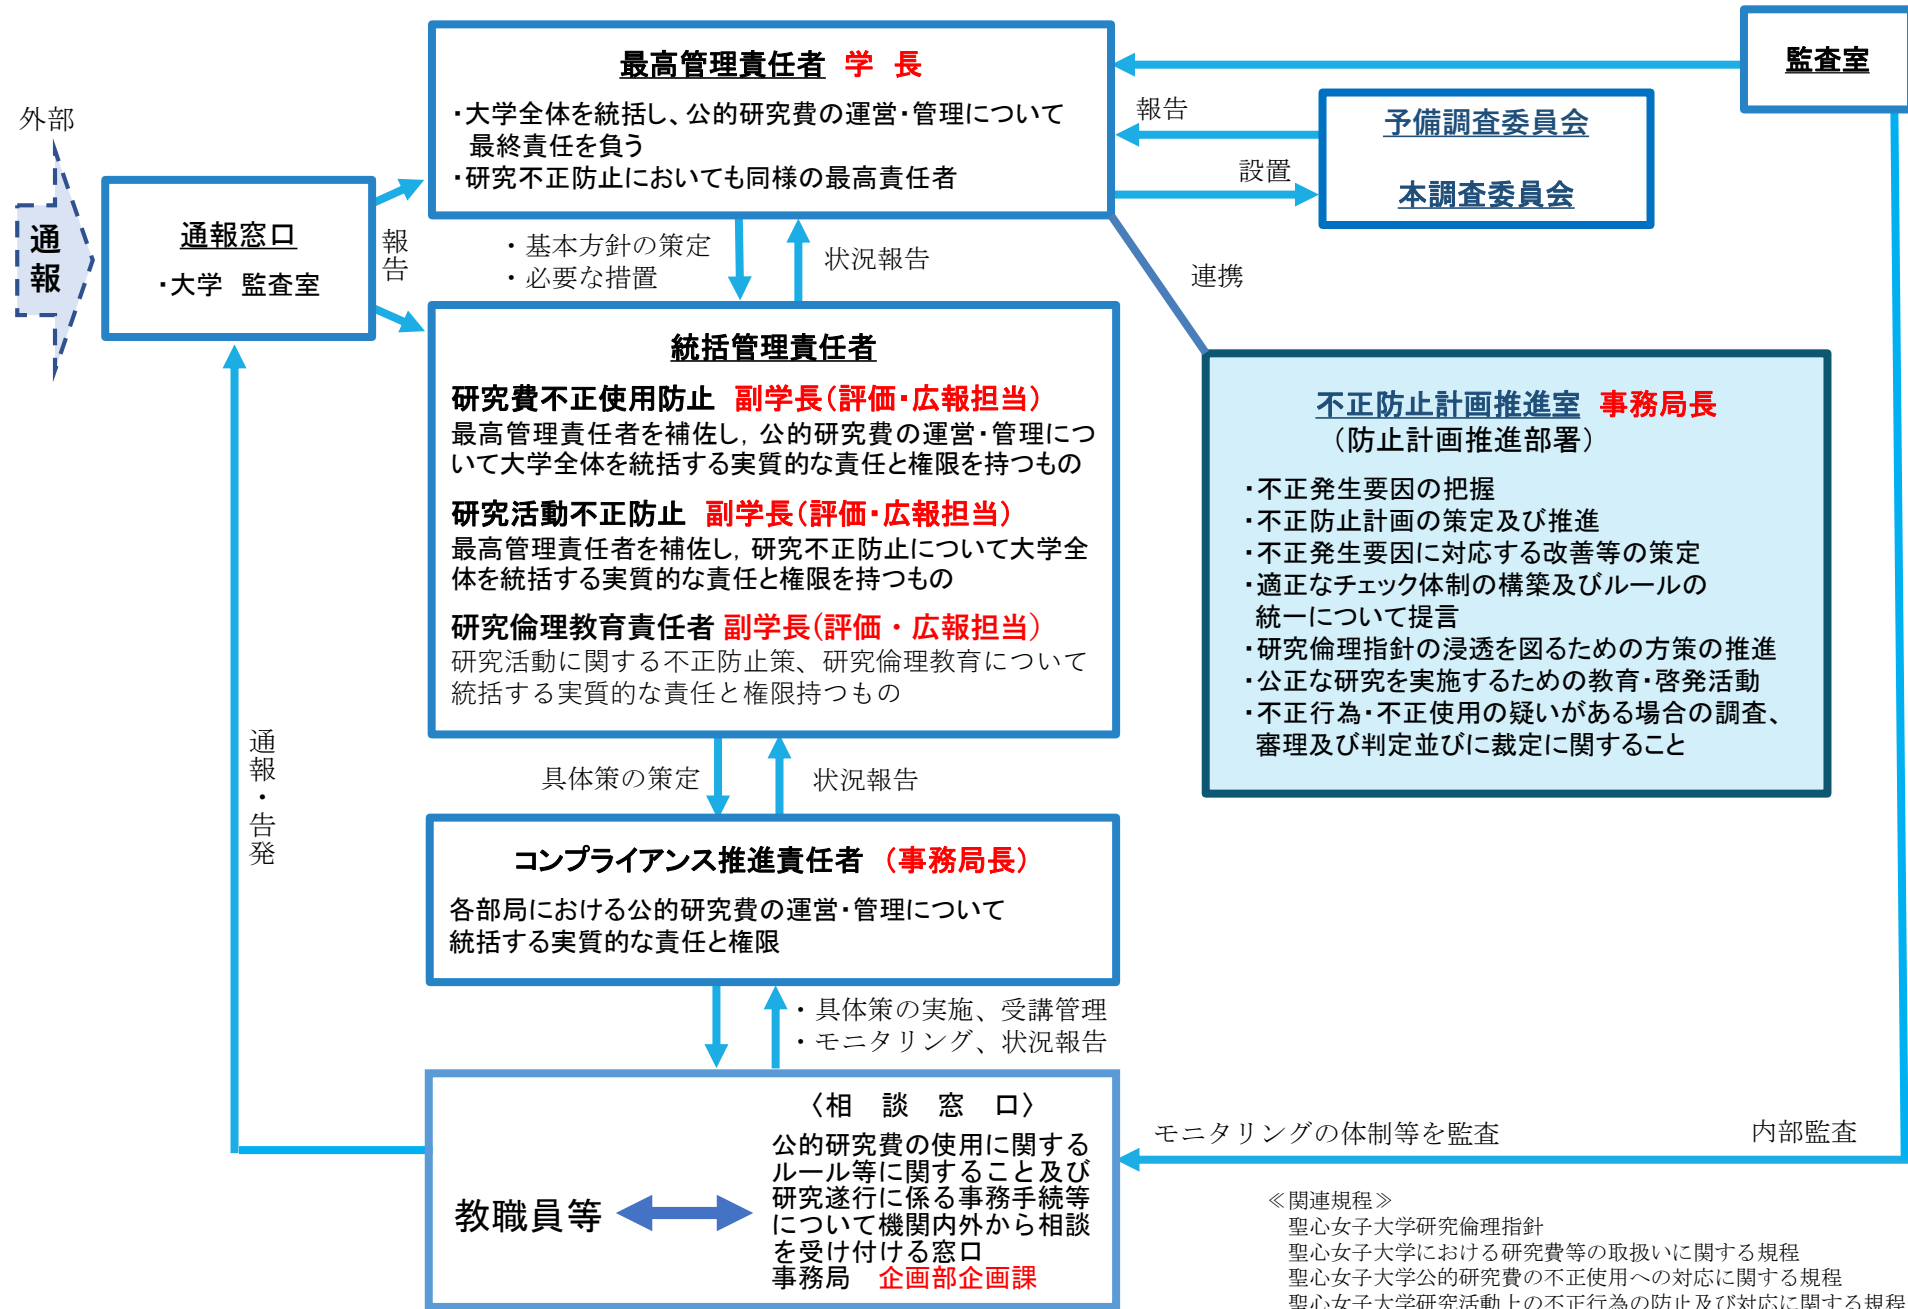 最高管理責任者 学 長
・大学全体を統括し、公的研究費の運営・管理について
最終責任を負う
・研究不正防止においても同様の最高責任者
監査室
外部
通報
通報窓口
・大学 監査室
報告
報告
設置
予備調査委員会
本調査委員会
・基本方針の策定
・必要な措置
状況報告
連携
統括管理責任者
研究費不正使用防止 副学長(評価・広報担当)
最高管理責任者を補佐し,公的研究費の運営・管理につ
いて大学全体を統括する実質的な責任と権限を持つもの
研究活動不正防止 副学長(評価・広報担当)
最高管理責任者を補佐し,研究不正防止について大学全
体を統括する実質的な責任と権限を持つもの
研究倫理教育責任者 副学長(評価・広報担当)
研究活動に関する不正防止策、研究倫理教育について
統括する実質的な責任と権限持つもの
不正防止計画推進室 事務局長
(防止計画推進部署)
・不正発生要因の把握
・不正防止計画の策定及び推進
・不正発生要因に対応する改善等の策定
・適正なチェック体制の構築及びルールの
統一について提言
・研究倫理指針の浸透を図るための方策の推進
・公正な研究を実施するための教育・啓発活動
・不正行為・不正使用の疑いがある場合の調査、
審理及び判定並びに裁定に関すること
通報・告発
具体策の策定
状況報告
コンプライアンス推進責任者 (事務局長)
各部局における公的研究費の運営・管理について
統括する実質的な責任と権限
・具体策の実施、受講管理
・モニタリング、状況報告
教職員等
〈相 談 窓 口〉
公的研究費の使用に関する
ルール等に関すること及び
研究遂行に係る事務手続等
について機関内外から相談
を受け付ける窓口
事務局 企画部企画課
モニタリングの体制等を監査
内部監査
≪関連規程≫
聖心女子大学研究倫理指針
聖心女子大学における研究費等の取扱いに関する規程
聖心女子大学公的研究費の不正使用への対応に関する規程
聖心女子大学研究活動上の不正行為の防止及び対応に関する規程